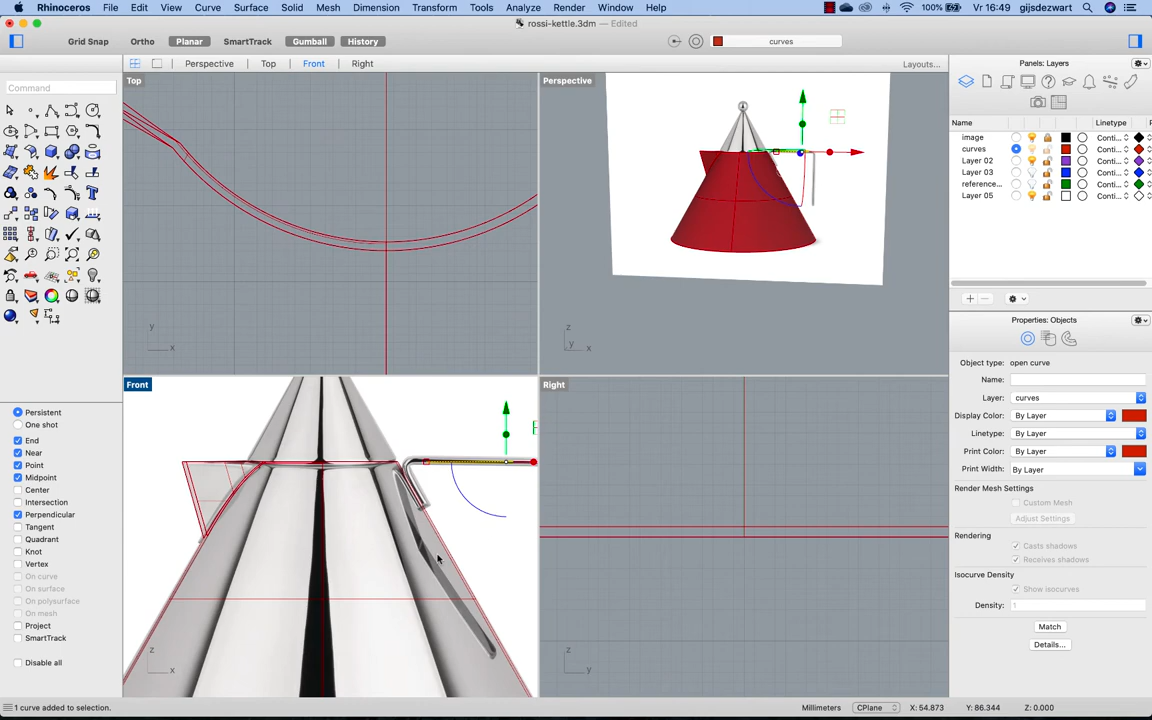 Rhinoceros File Edit View Curve Surface Solid Mesh Dimension Transform Tools Analyze Render Window Help 100% Vr 16:49 gijsdezwart
rossi-kettle.3dm — Edited
Grid Snap Ortho Planar SmartTrack Gumball History curves
Perspective Top Front Right Layouts... Panels: Layers
Top Perspective
Command
Name Linetype
image Conti...
curves Conti...
Layer 02 Conti...
Layer 03 Conti...
reference... Conti...
Layer 05 Conti...
Properties: Objects
Object type: open curve
Name:
Layer: curves
Display Color: By Layer
Linetype: By Layer
Print Color: By Layer
Print Width: By Layer
Render Mesh Settings
Custom Mesh
Adjust Settings
Rendering
Casts shadows
Receives shadows
Isocurve Density
Show isocurves
Density: 1
Match
Details...
Front Right
Persistent
One shot
End
Near
Point
Midpoint
Center
Intersection
Perpendicular
Tangent
Quadrant
Knot
Vertex
On curve
On surface
On polysurface
On mesh
Project
SmartTrack
Disable all
y x
z y x
z x
z y
1 curve added to selection. Millimeters CPlane X: 54.873 Y: 86.344 Z: 0.000